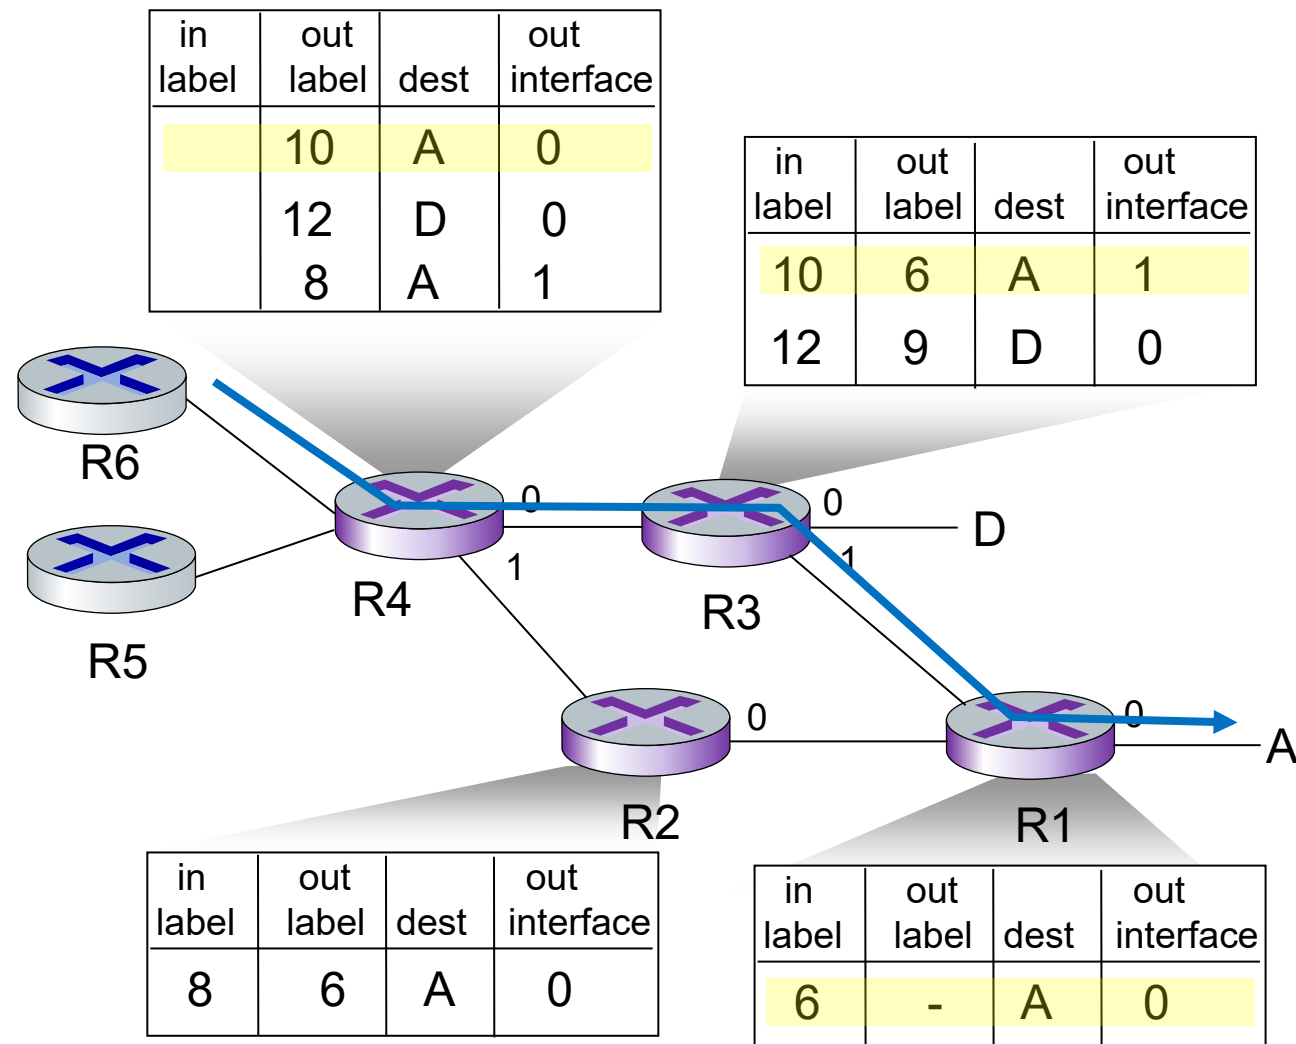 in out out
label label dest interface
10 A 0
12 D 0
8 A 1
in out out
label label dest interface
10 6 A 1
12 9 D 0
R6
0
0
D
1
1
R4
R3
R5
0
0
A
R2
R1
in out out
label label dest interface
8 6 A 0
in out out
label label dest interface
6 - A 0